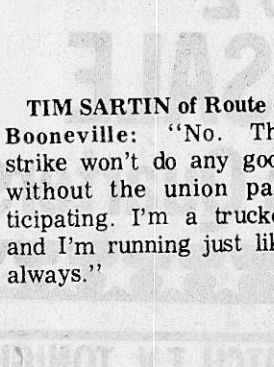 TIM SARTIN of Route
Booneville: "No. Th
strike won't do any goo
without the union pa
ticipating. I'm a trucke
and I'm running just lik
always."